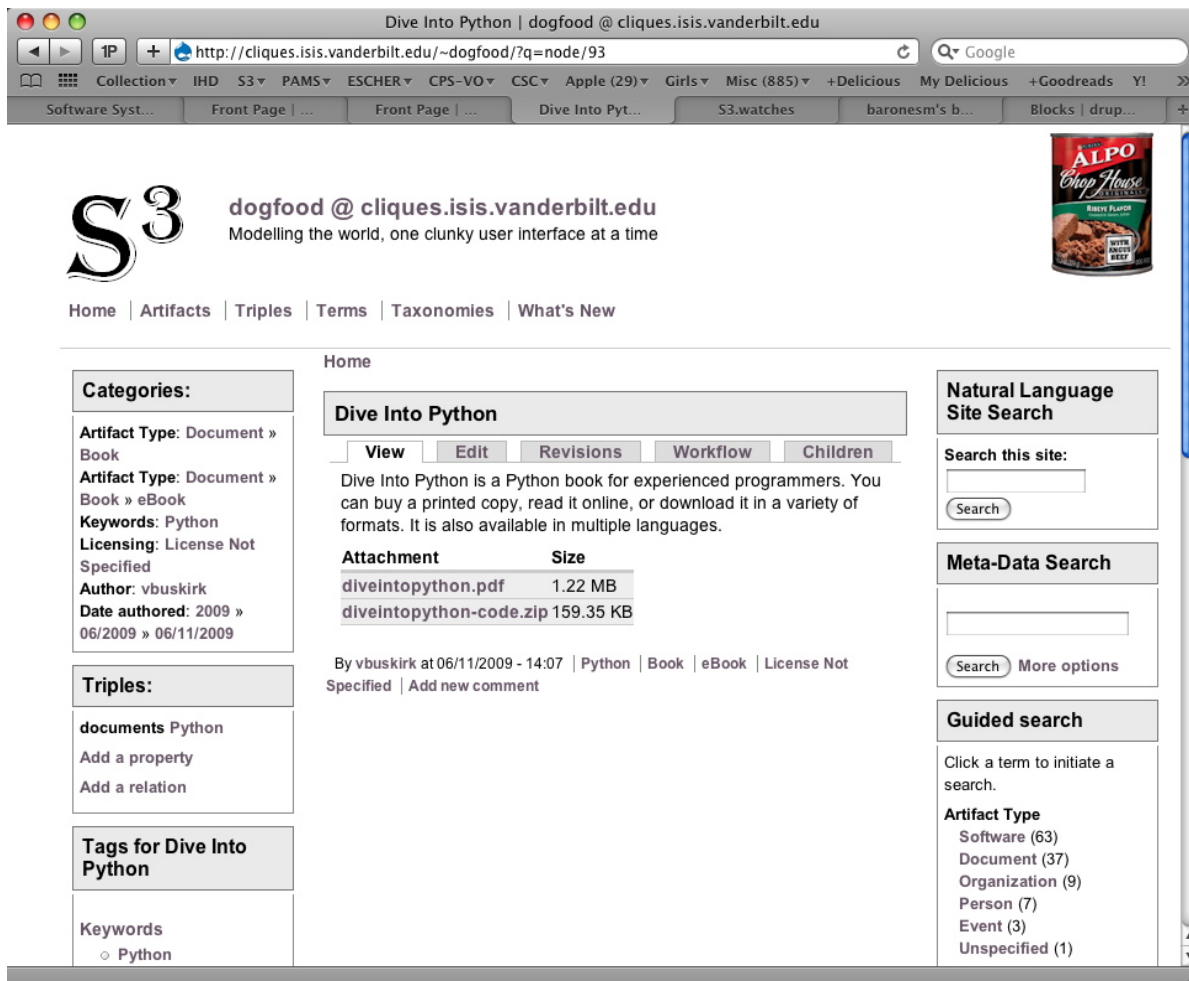 Dive Into Python | dogfood @ cliques.isis.vanderbilt.edu
1P + http://cliques.isis.vanderbilt.edu/~dogfood/?q=node/93 Google
Collection IHD S3 PAMS ESCHER CPS-VO CSC Apple (29) Girls Misc (885) +Delicious My Delicious +Goodreads Y! »
Software Syst... Front Page | ... Front Page | ... Dive Into Pyt... S3.watches baronesm's b... Blocks | drup... +
S3
dogfood @ cliques.isis.vanderbilt.edu
Modelling the world, one clunky user interface at a time
ALPO
Chop House
ORIGINALS
RIBEYE FLAVOR
WITH
ANGUS
BEEF
Home | Artifacts | Triples | Terms | Taxonomies | What's New
Categories:
Artifact Type: Document »
Book
Artifact Type: Document »
Book » eBook
Keywords: Python
Licensing: License Not
Specified
Author: vbuskirk
Date authored: 2009 »
06/2009 » 06/11/2009
Triples:
documents Python
Add a property
Add a relation
Tags for Dive Into
Python
Keywords
○ Python
Home
Dive Into Python
View Edit Revisions Workflow Children
Dive Into Python is a Python book for experienced programmers. You
can buy a printed copy, read it online, or download it in a variety of
formats. It is also available in multiple languages.
Attachment Size
diveintopython.pdf 1.22 MB
diveintopython-code.zip 159.35 KB
By vbuskirk at 06/11/2009 - 14:07 | Python | Book | eBook | License Not
Specified | Add new comment
Natural Language
Site Search
Search this site:
Search
Meta-Data Search
Search More options
Guided search
Click a term to initiate a
search.
Artifact Type
Software (63)
Document (37)
Organization (9)
Person (7)
Event (3)
Unspecified (1)